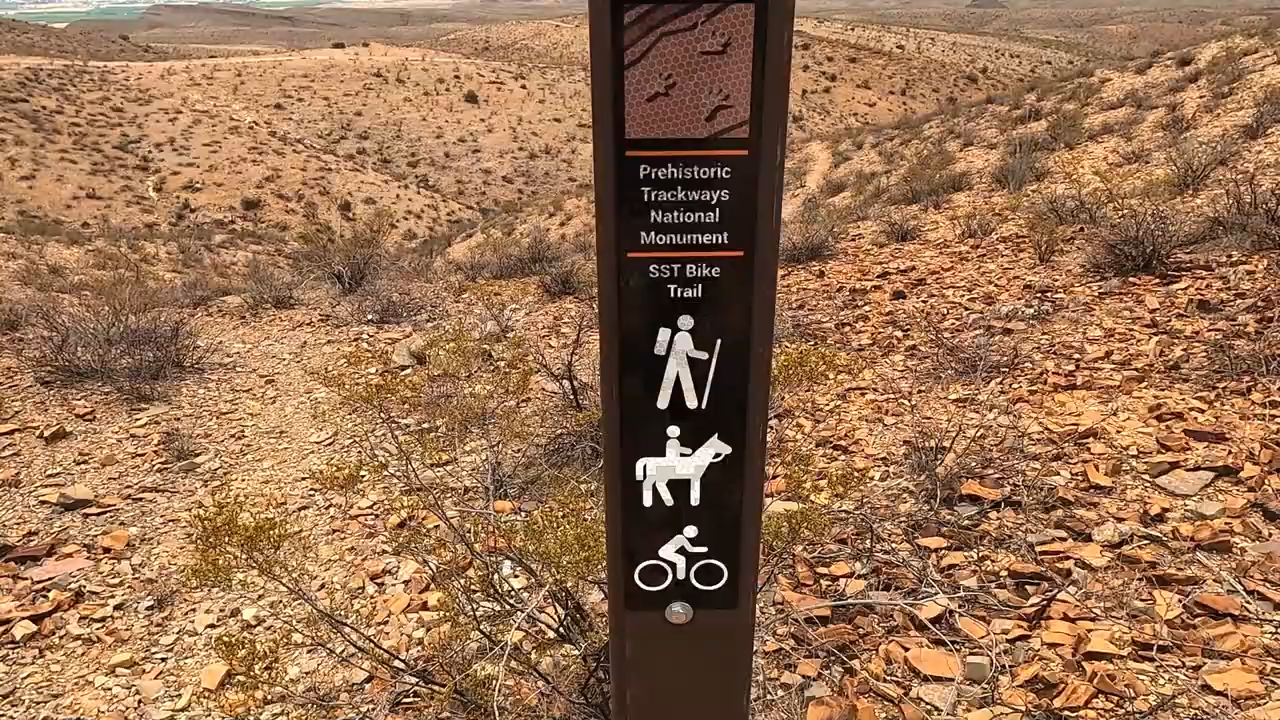 Prehistoric
Trackways
National
Monument
SST Bike
Trail